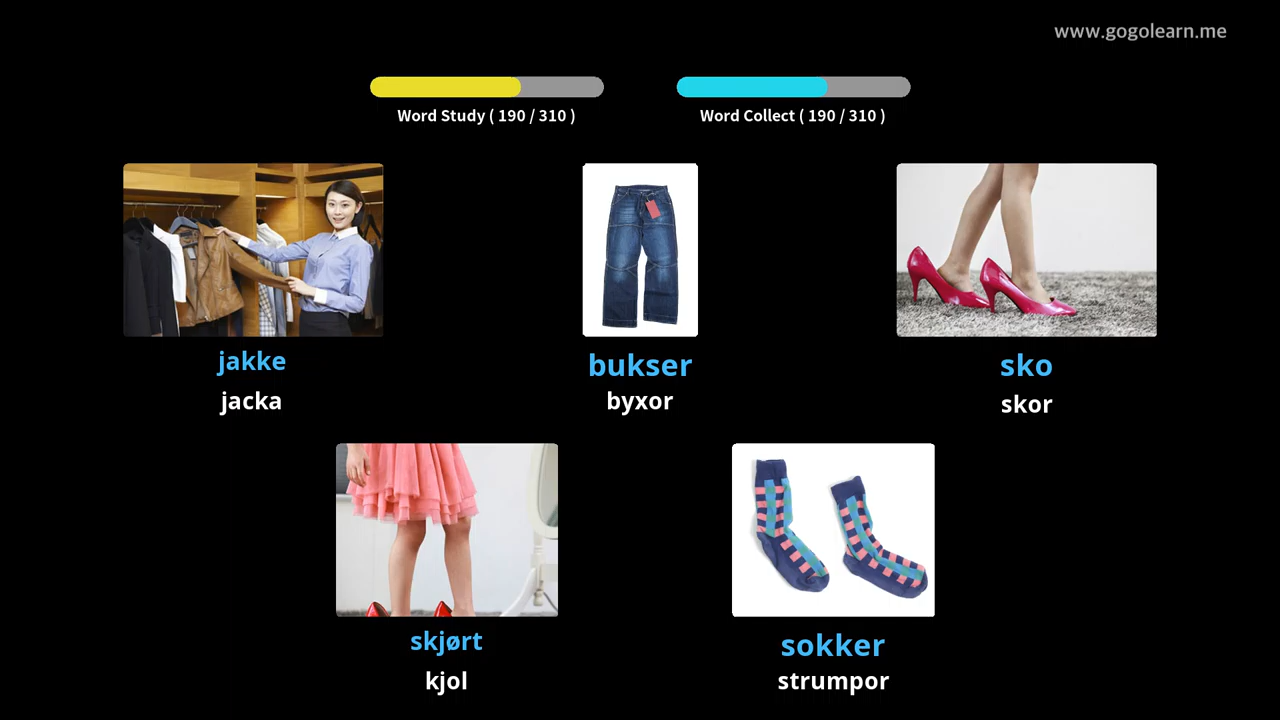 www.gogolearn.me
Word Study ( 190 / 310 )
Word Collect ( 190 / 310 )
jakke
jacka
bukser
byxor
sko
skor
skjørt
kjol
sokker
strumpor